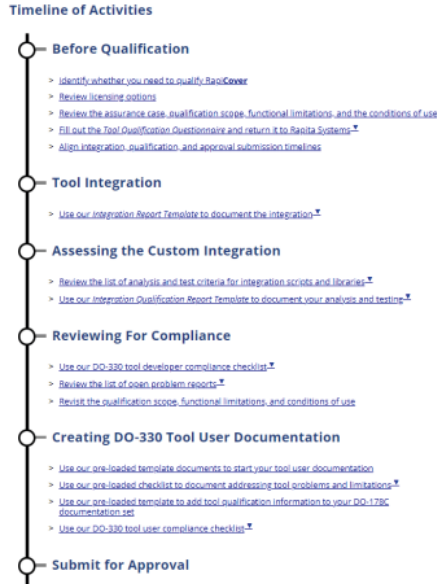 Timeline of Activities
Before Qualification
> Identify whether you need to qualify RapiCover
> Review licensing options
> Review the assurance case, qualification scope, functional limitations, and the conditions of use
> Fill out the Tool Qualification Questionnaire and return it to Rapita Systems ▼
> Align integration, qualification, and approval submission timelines
Tool Integration
> Use our Integration Report Template to document the integration ▼
Assessing the Custom Integration
> Review the list of analysis and test criteria for integration scripts and libraries ▼
> Use our Integration Qualification Report Template to document your analysis and testing ▼
Reviewing For Compliance
> Use our DO-330 tool developer compliance checklist ▼
> Review the list of open problem reports ▼
> Revisit the qualification scope, functional limitations, and conditions of use
Creating DO-330 Tool User Documentation
> Use our pre-loaded template documents to start your tool user documentation
> Use our pre-loaded checklist to document addressing tool problems and limitations ▼
> Use our pre-loaded template to add tool qualification information to your DO-178C
documentation set
> Use our DO-330 tool user compliance checklist ▼
Submit for Approval